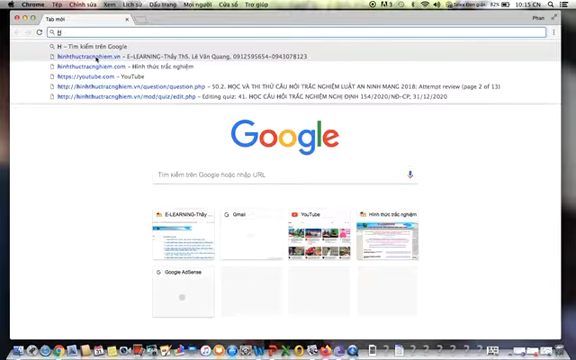 Chrome Tệp Chỉnh sửa Xem Lịch sử Dấu trang Mọi người Cửa sổ Trợ giúp
10:15 CN
Tab mới
Phan
H
H – Tìm kiếm trên Google
hinhthuctracnghiem.vn – E-LEARNING–Thầy ThS. Lê Văn Quang, 0912595654–0943078123
hinhthuctracnghiem.com – Hình thức trắc nghiệm
https://youtube.com – YouTube
http://hinhthuctracnghiem.vn/question/question.php – 50.2. HỌC VÀ THI THỬ CÂU HỎI TRẮC NGHIỆM LUẬT AN NINH MẠNG 2018: Attempt review (page 2 of 13)
http://hinhthuctracnghiem.vn/mod/quiz/edit.php – Editing quiz: 41. HỌC CÂU HỎI TRẮC NGHIỆM NGHỊ ĐỊNH 154/2020/NĐ–CP, 31/12/2020
Google
Tìm kiếm trên Google hoặc nhập URL
E-LEARNING–Thầy...
Gmail
YouTube
Hình thức trắc nghiệm
Google AdSense